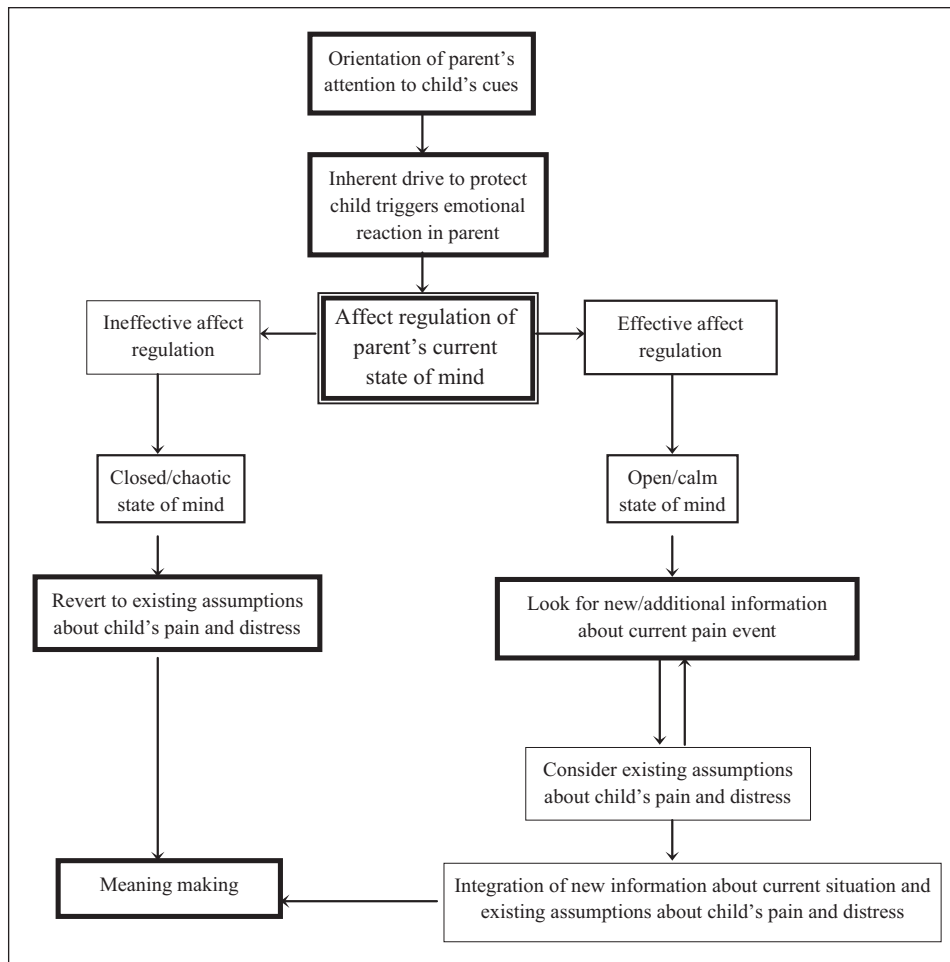 Orientation of parent’s
attention to child’s cues
Inherent drive to protect
child triggers emotional
reaction in parent
Affect regulation of
parent’s current
state of mind
Ineffective affect
regulation
Effective affect
regulation
Closed/chaotic
state of mind
Open/calm
state of mind
Revert to existing assumptions
about child’s pain and distress
Look for new/additional information
about current pain event
Consider existing assumptions
about child’s pain and distress
Meaning making
Integration of new information about current situation and
existing assumptions about child’s pain and distress